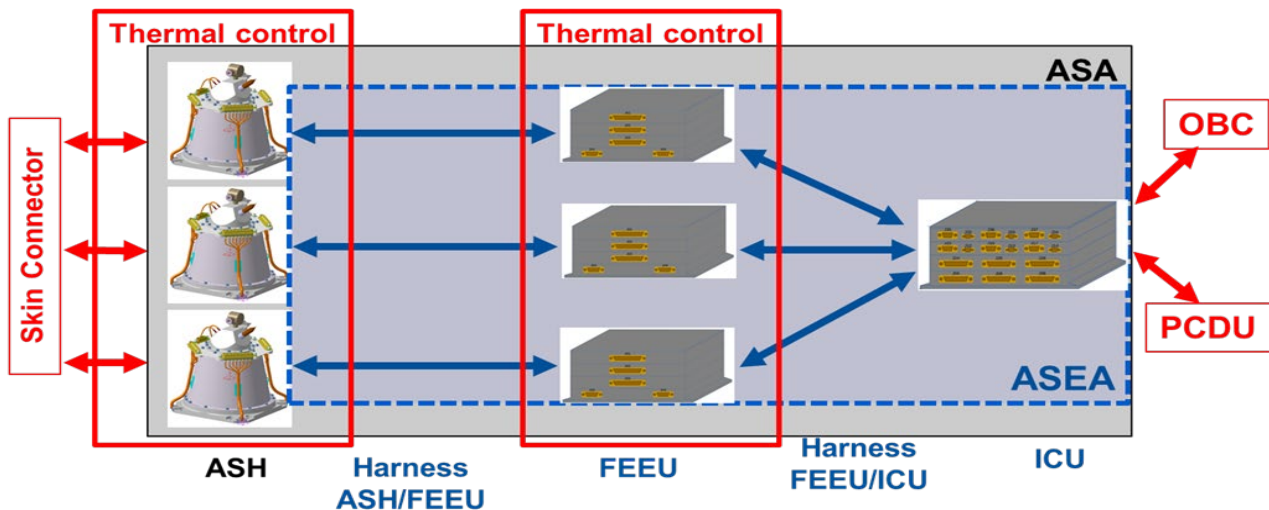 Thermal control
Thermal control
ASA
Skin Connector
OBC
PCDU
ASEA
ASH
Harness
ASH/FEEU
FEEU
Harness
FEEU/ICU
ICU